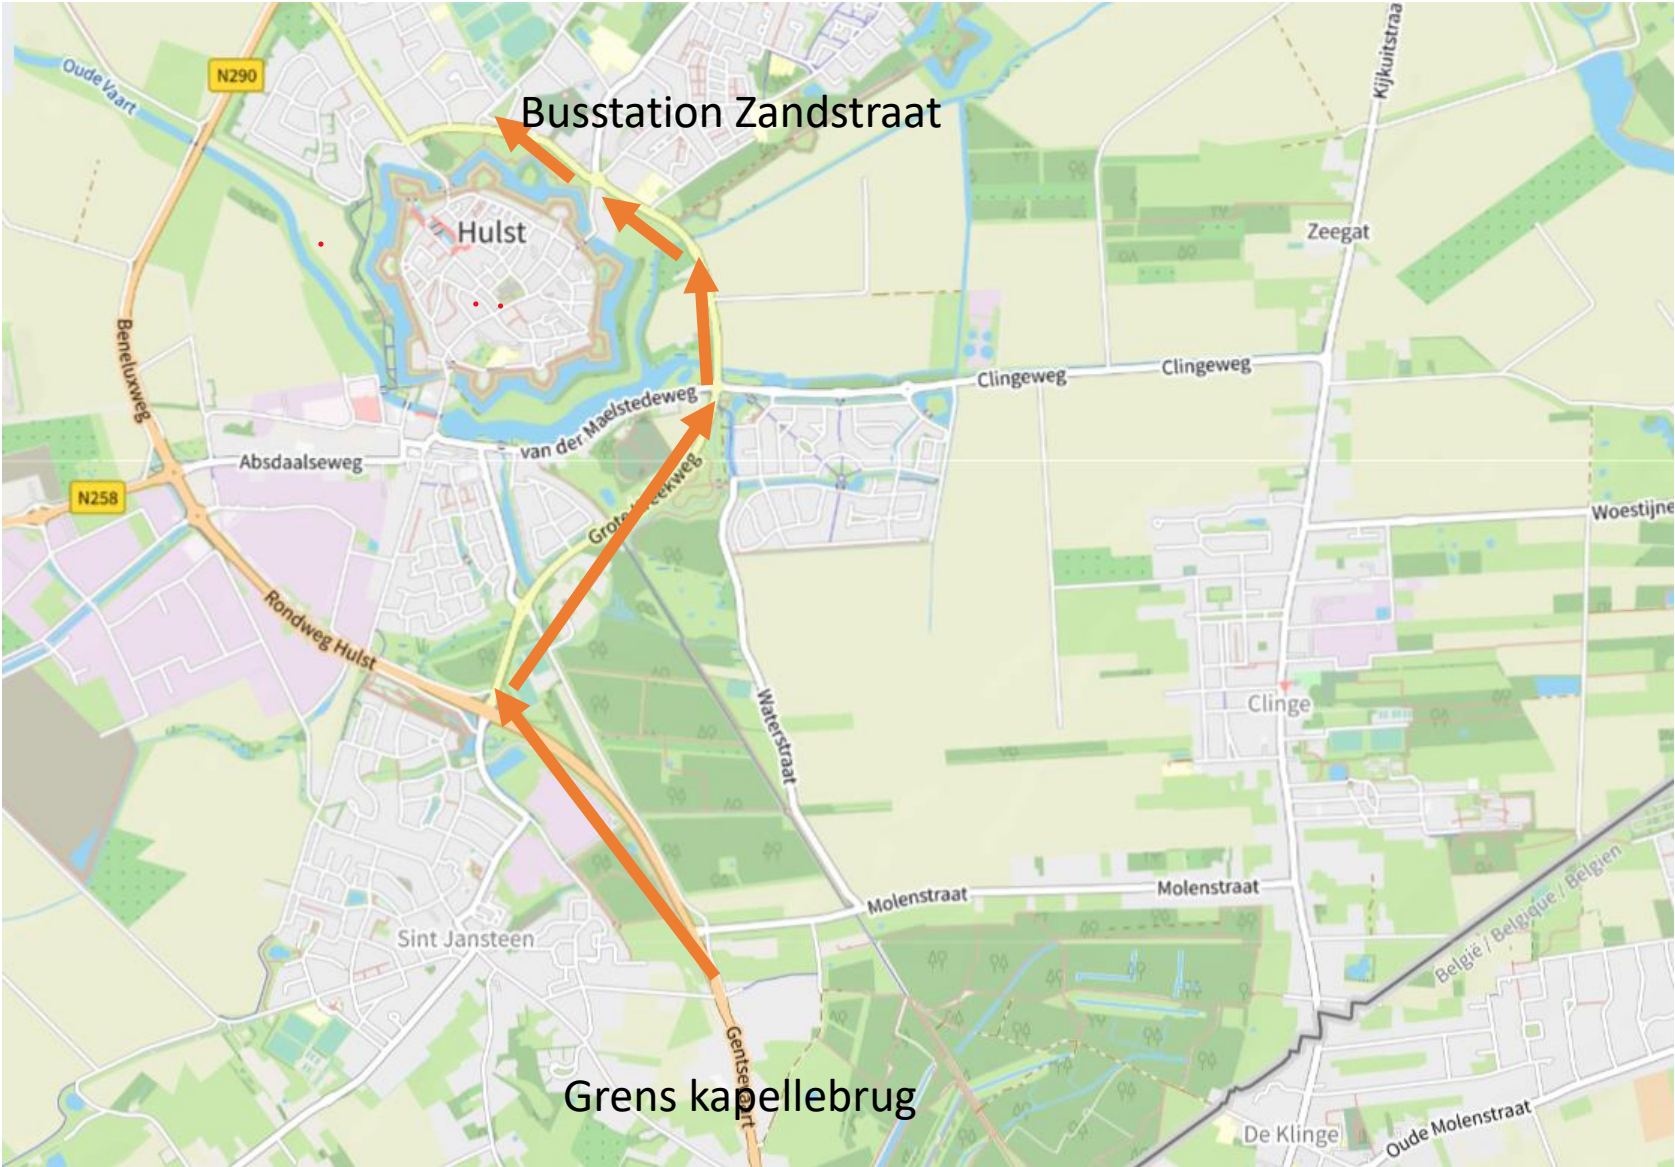 Kijkuitstraa
Oude Vaart
N290
Busstation Zandstraat
Hulst
Zeegat
Beneluxweg
Clingeweg
Clingeweg
van der Maelstedeweg
Absdaalseweg
N258
Woestijne
Rondweg Hulst
Waterstraat
Clinge
Molenstraat
Molenstraat
Sint Jansteen
België / Belgique / Belgien
Grens kapellebrug
De Klinge
Oude Molenstraat